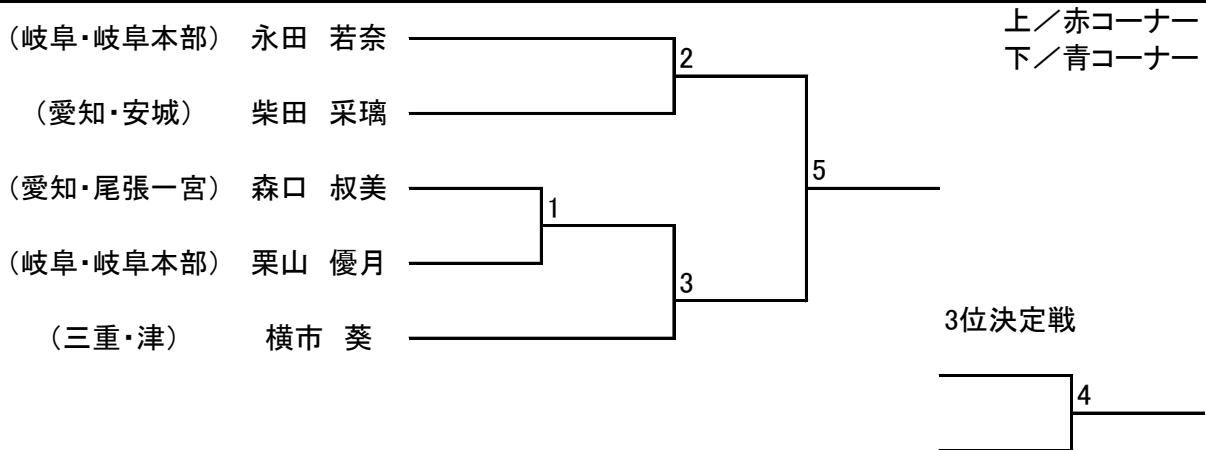 上／赤コーナー
下／青コーナー
（岐阜・岐阜本部） 永田 若奈
2
（愛知・安城） 柴田 采璃
（愛知・尾張一宮） 森口 叔美
5
1
（岐阜・岐阜本部） 栗山 優月
3
（三重・津） 横市 葵
3位決定戦
4